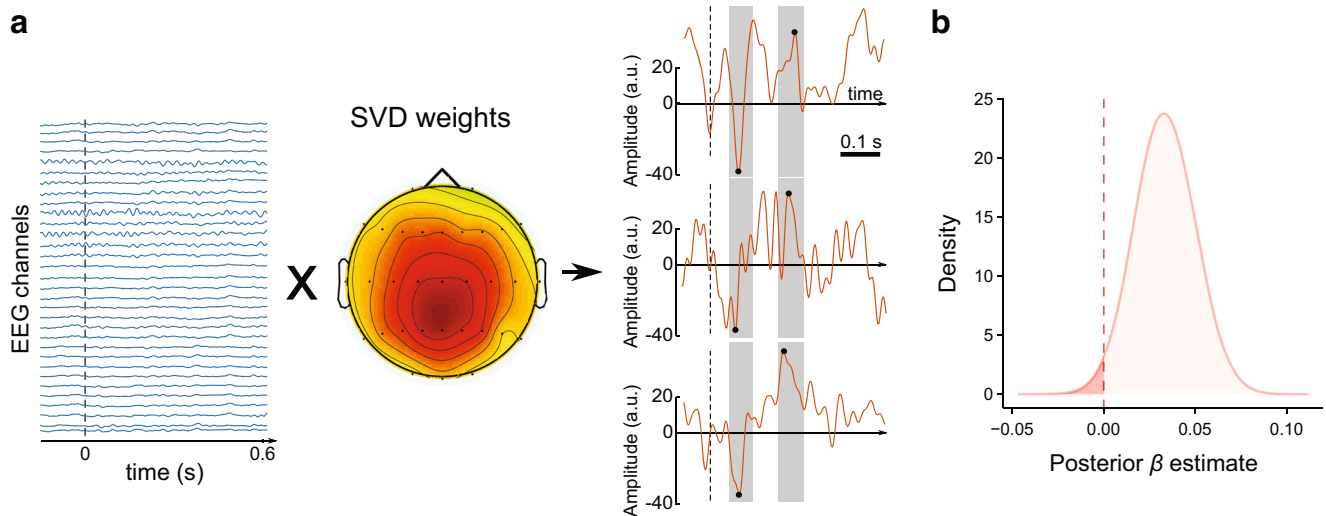 a
EEG channels
0
0.6
time (s)
X
SVD weights
Amplitude (a.u.)
20
0
-40
time
0.1 s
Amplitude (a.u.)
20
0
-40
Amplitude (a.u.)
20
0
-40
b
Density
25
20
15
10
5
0
−0.05
0.00
0.05
0.10
Posterior β estimate